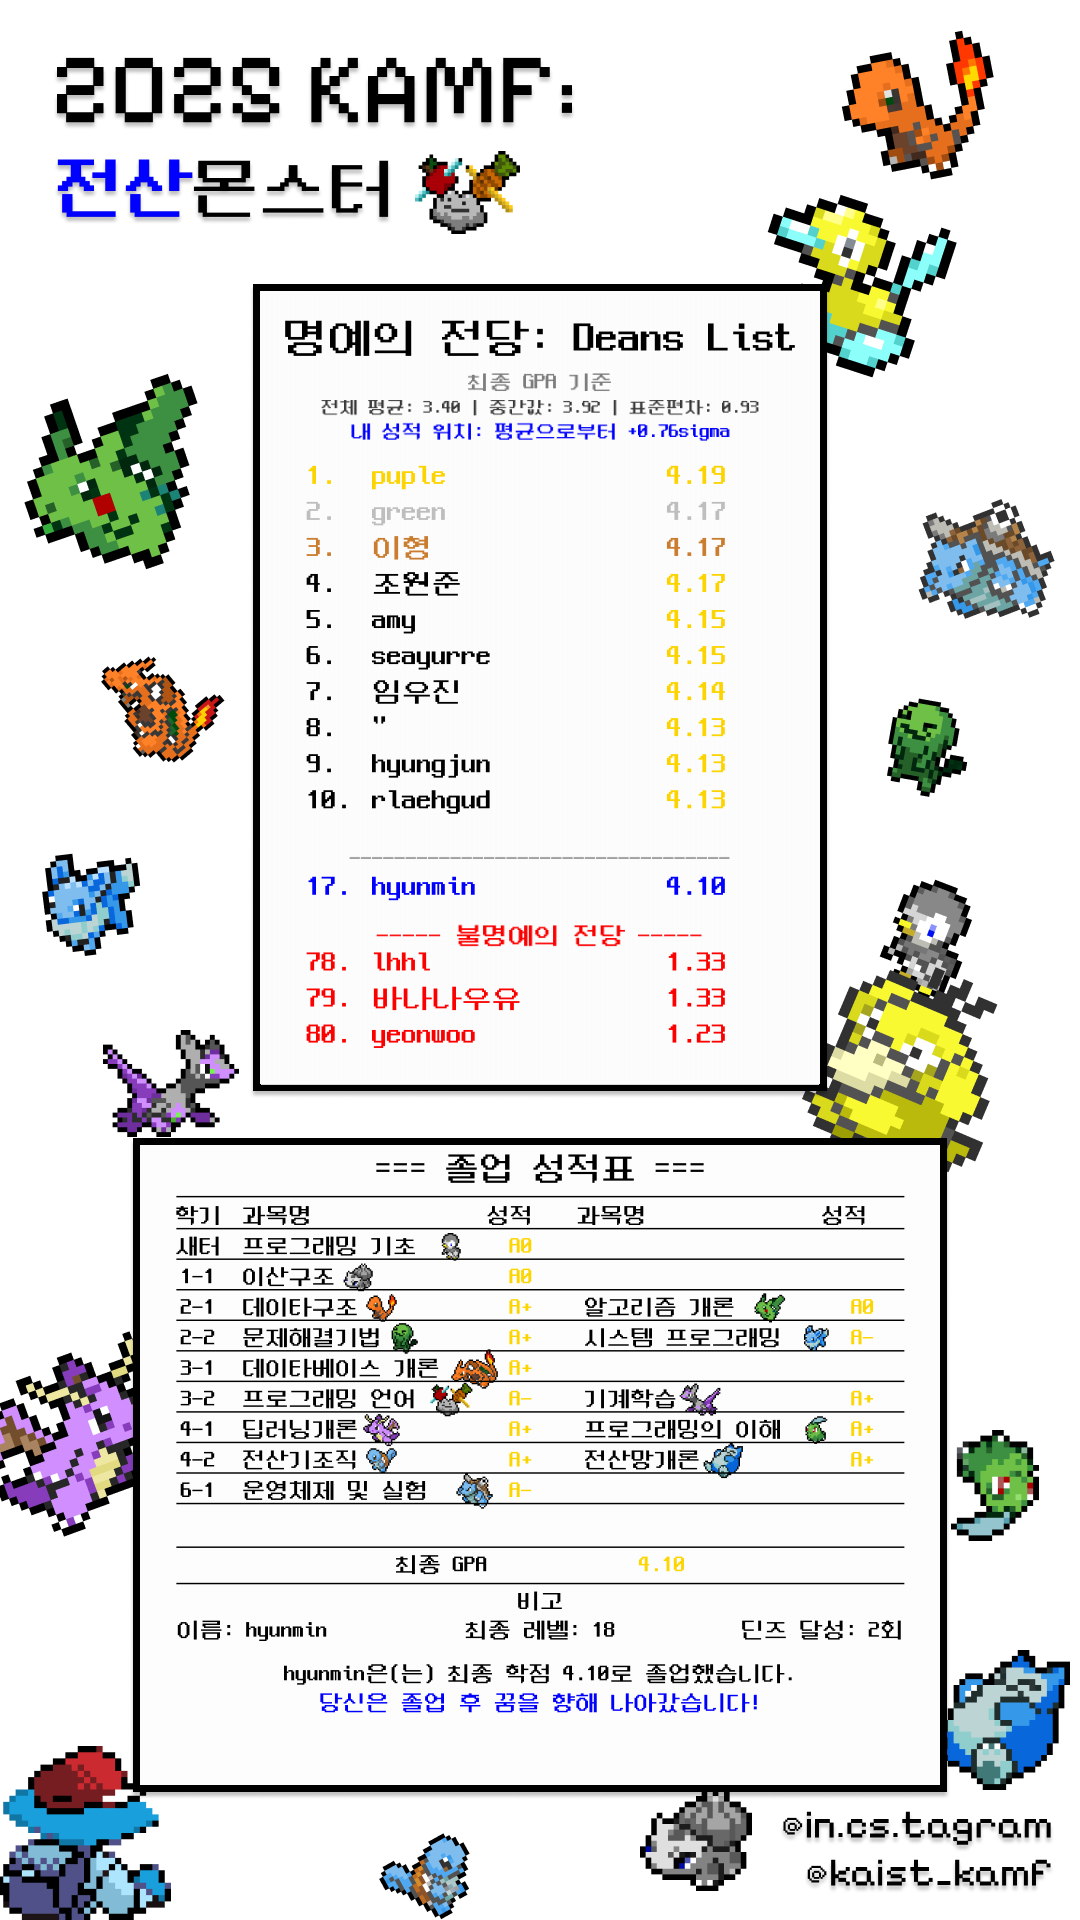 2025 KAMF:
전산몬스터
명예의 전당: Deans List
최종 GPA 기준
전체 평균: 3.40 | 중간값: 3.92 | 표준편차: 0.93
내 성적 위치: 평균으로부터 +0.76sigma
1. puple 4.19
2. green 4.17
3. 이형 4.17
4. 조원준 4.17
5. amy 4.15
6. seayurre 4.15
7. 임우진 4.14
8. " 4.13
9. hyungjun 4.13
10. rlaehgud 4.13
--------------------------------
17. hyunmin 4.10
----- 불명예의 전당 -----
78. lhhl 1.33
79. 바나나우유 1.33
80. yeonwoo 1.23
=== 졸업 성적표 ===
학기 과목명 성적 과목명 성적
새터 프로그래밍 기초 A0
1-1 이산구조 A0
2-1 데이타구조 A+ 알고리즘 개론 A0
2-2 문제해결기법 A+ 시스템 프로그래밍 A-
3-1 데이타베이스 개론 A+
3-2 프로그래밍 언어 A- 기계학습 A+
4-1 딥러닝개론 A+ 프로그래밍의 이해 A+
4-2 전산기조직 A+ 전산망개론 A+
6-1 운영체제 및 실험 A-
최종 GPA 4.10
비고
이름: hyunmin 최종 레벨: 18 딘즈 달성: 2회
hyunmin은(는) 최종 학점 4.10로 졸업했습니다.
당신은 졸업 후 꿈을 향해 나아갔습니다!
@in.cs.tagram
@kaist_kamf